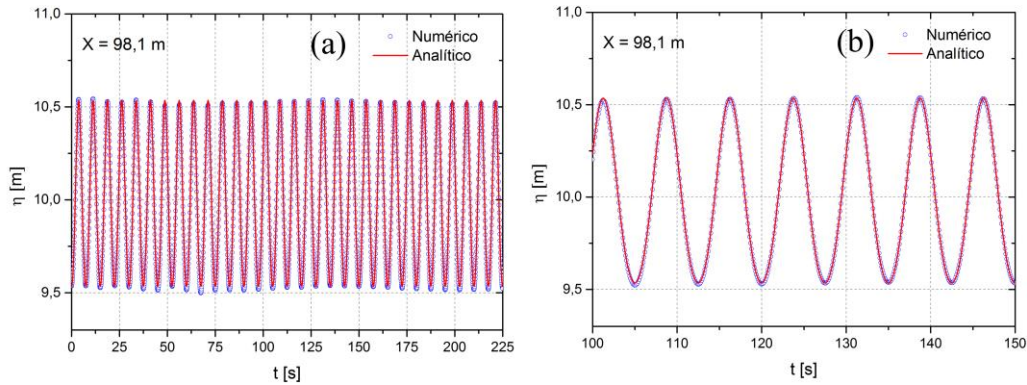 11,0
10,5
10,0
9,5
η [m]
X = 98,1 m
(a)
Numérico
Analítico
0 25 50 75 100 125 150 175 200 225
t [s]
11,0
10,5
10,0
9,5
η [m]
X = 98,1 m
(b)
Numérico
Analítico
100 110 120 130 140 150
t [s]